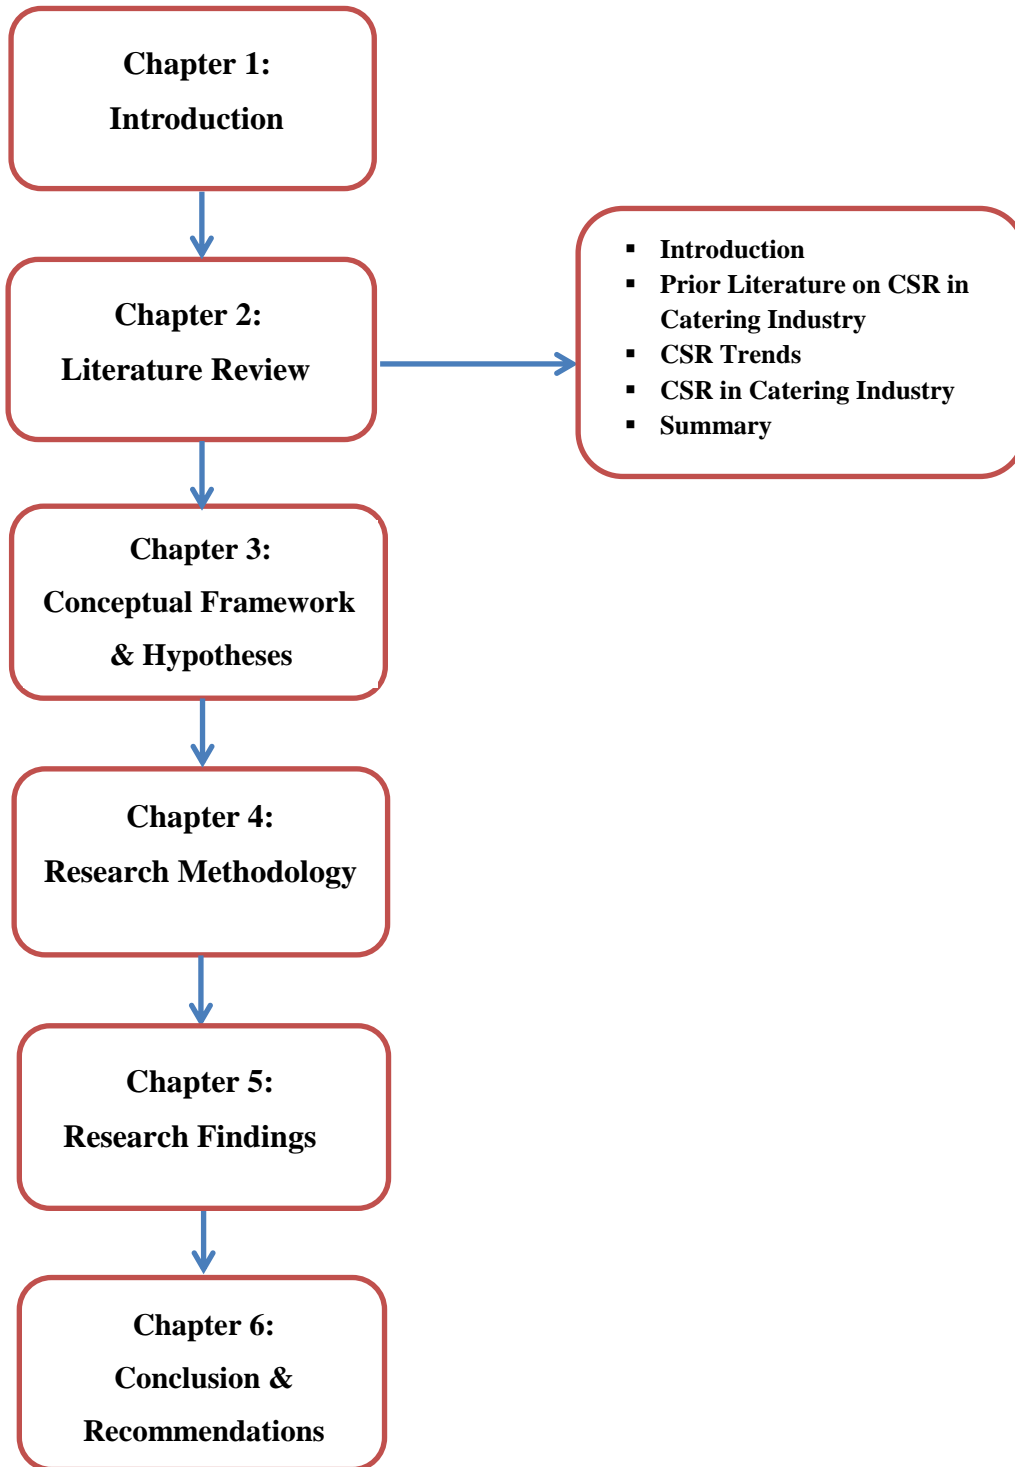 Chapter 1:
Introduction
Chapter 2:
Literature Review
▪ Introduction
▪ Prior Literature on CSR in
Catering Industry
▪ CSR Trends
▪ CSR in Catering Industry
▪ Summary
Chapter 3:
Conceptual Framework
& Hypotheses
Chapter 4:
Research Methodology
Chapter 5:
Research Findings
Chapter 6:
Conclusion &
Recommendations